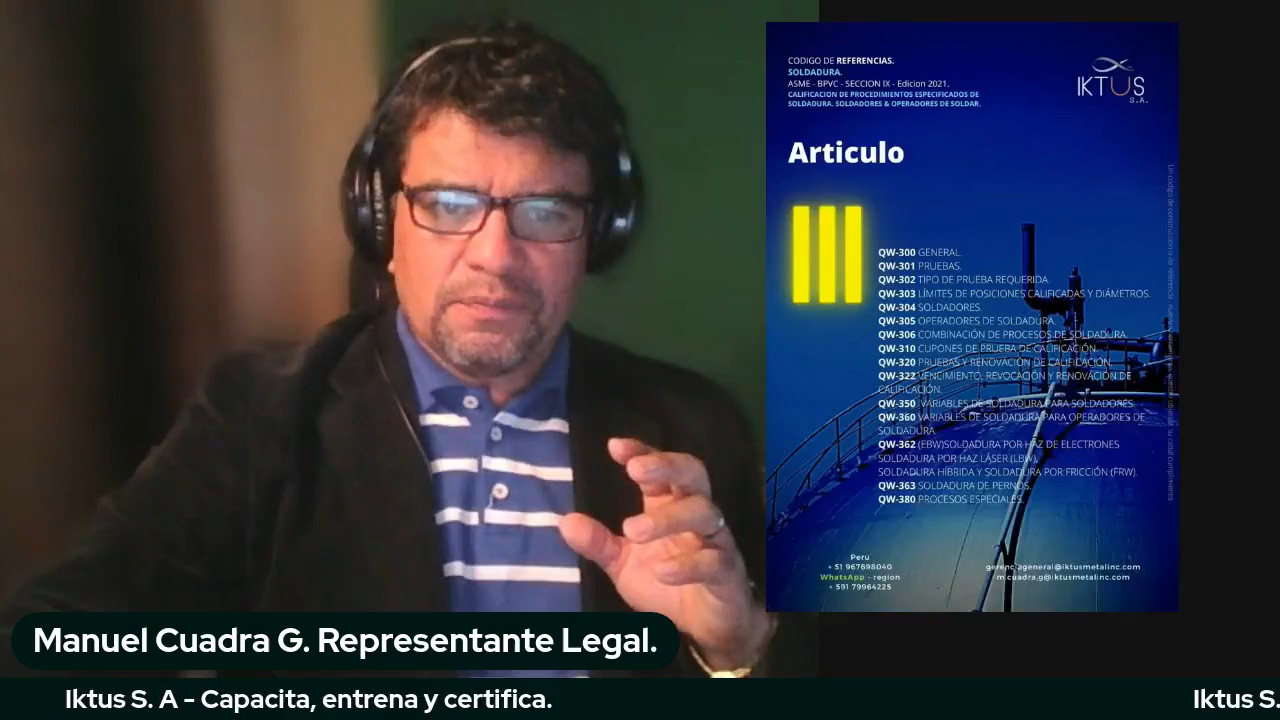 CODIGO DE REFERENCIAS.
SOLDADURA.
ASME - BPVC - SECCION IX - Edicion 2021.
CALIFICACION DE PROCEDIMIENTOS ESPECIFICADOS DE
SOLDADURA. SOLDADORES & OPERADORES DE SOLDAR.
IKTUS
S.A.
Articulo
III
QW-300 GENERAL.
QW-301 PRUEBAS.
QW-302 TIPO DE PRUEBA REQUERIDA.
QW-303 LÍMITES DE POSICIONES CALIFICADAS Y DIÁMETROS.
QW-304 SOLDADORES.
QW-305 OPERADORES DE SOLDADURA.
QW-306 COMBINACIÓN DE PROCESOS DE SOLDADURA.
QW-310 CUPONES DE PRUEBA DE CALIFICACIÓN.
QW-320 PRUEBAS Y RENOVACIÓN DE CALIFICACIÓN.
QW-322 VENCIMIENTO, REVOCACIÓN Y RENOVACIÓN DE
CALIFICACIÓN.
QW-350 VARIABLES DE SOLDADURA PARA SOLDADORES.
QW-360 VARIABLES DE SOLDADURA PARA OPERADORES DE
SOLDADURA.
QW-362 (EBW)SOLDADURA POR HAZ DE ELECTRONES
SOLDADURA POR HAZ LÁSER (LBW),
SOLDADURA HÍBRIDA Y SOLDADURA POR FRICCIÓN (FRW).
QW-363 SOLDADURA DE PERNOS.
QW-380 PROCESOS ESPECIALES.
Peru
+ 51 967698040
WhatsApp - region
+ 591 79964225
gerenciageneral@iktusmetalinc.com
m.cuadra.g@iktusmetalinc.com
Manuel Cuadra G. Representante Legal.
Iktus S. A - Capacita, entrena y certifica.
Iktus S.